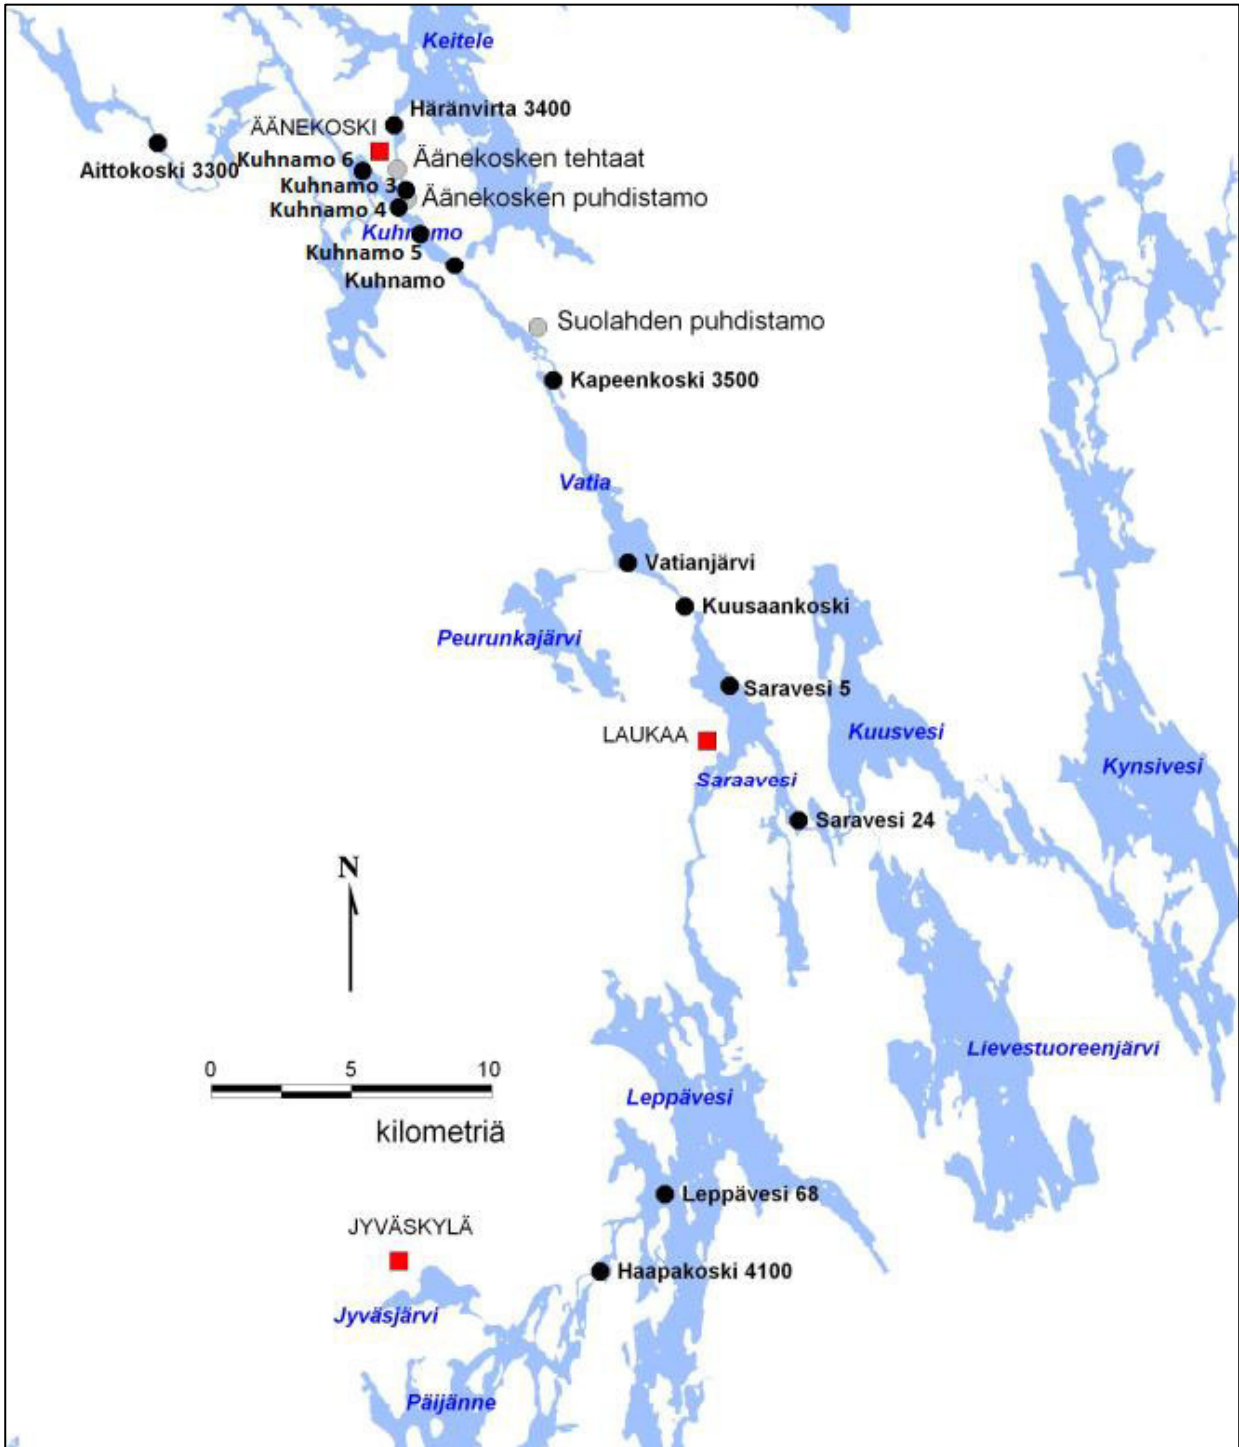 Keitele
Häränvirta 3400
ÄÄNEKOSKI
Aittokoski 3300
Kuhnamo 6
Äänekosken tehtaat
Kuhnamo 3
Äänekosken puhdistamo
Kuhnamo 4
Kuhnamo
Kuhnamo 5
Kuhnamo
Suolahden puhdistamo
Kapeenkoski 3500
Vatia
Vatianjärvi
Kuusaankoski
Peurunkajärvi
Saravesi 5
LAUKAA
Kuusvesi
Kynsivesi
Saraavesi
Saravesi 24
N
Lievestuoreenjärvi
0 5 10
kilometriä
Leppävesi
Leppävesi 68
JYVÄSKYLÄ
Haapakoski 4100
Jyväsjärvi
Päijänne